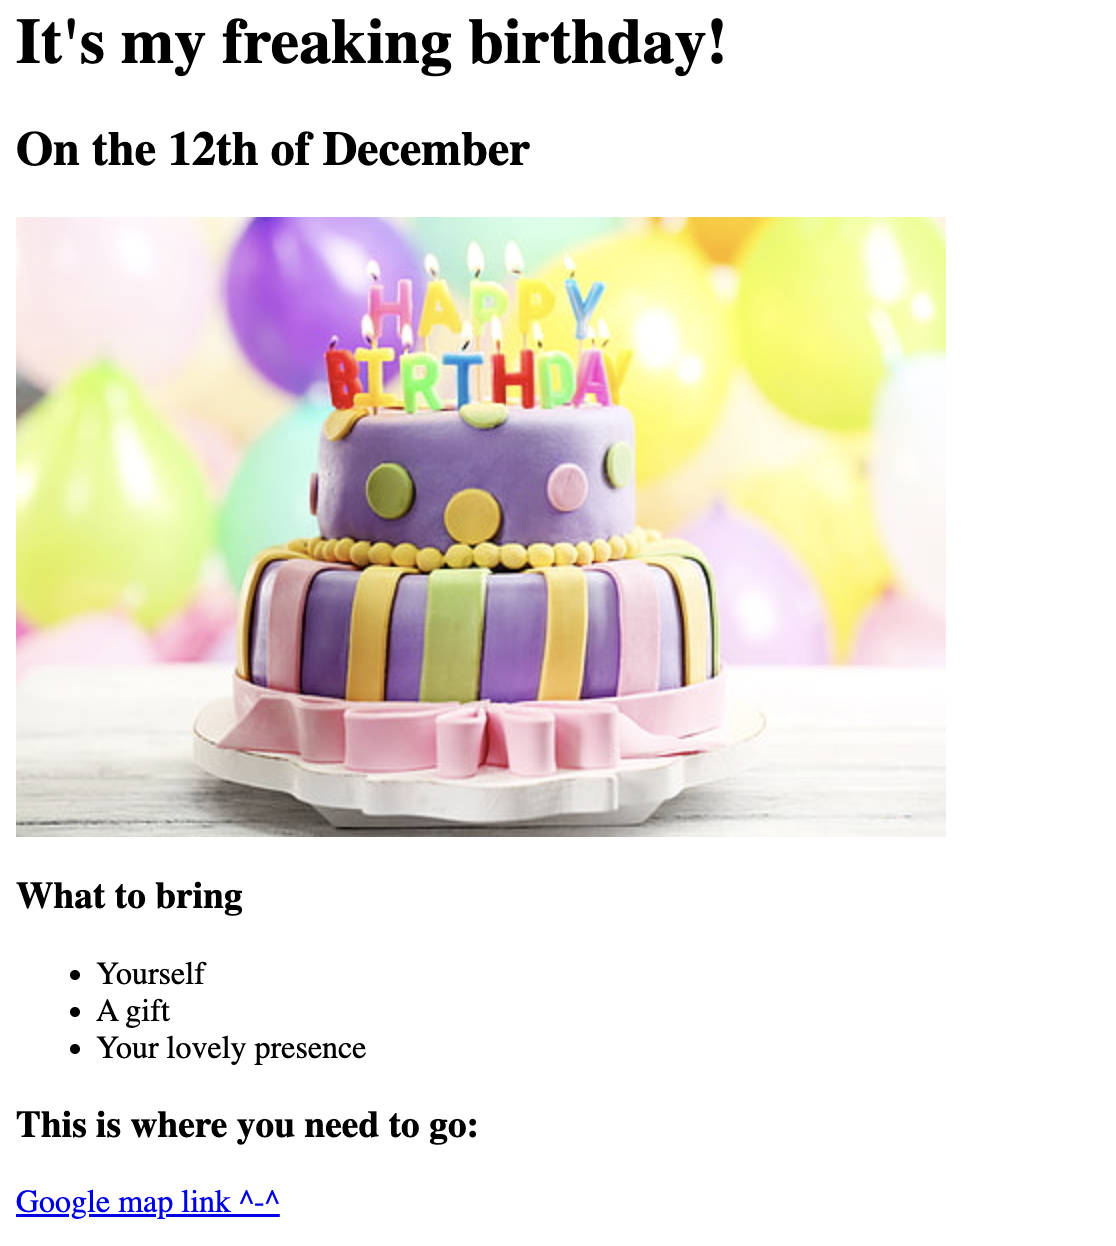 It's my freaking birthday!
On the 12th of December
HAPPY
BIRTHDAY
What to bring
Yourself
A gift
Your lovely presence
This is where you need to go:
Google map link ^-^